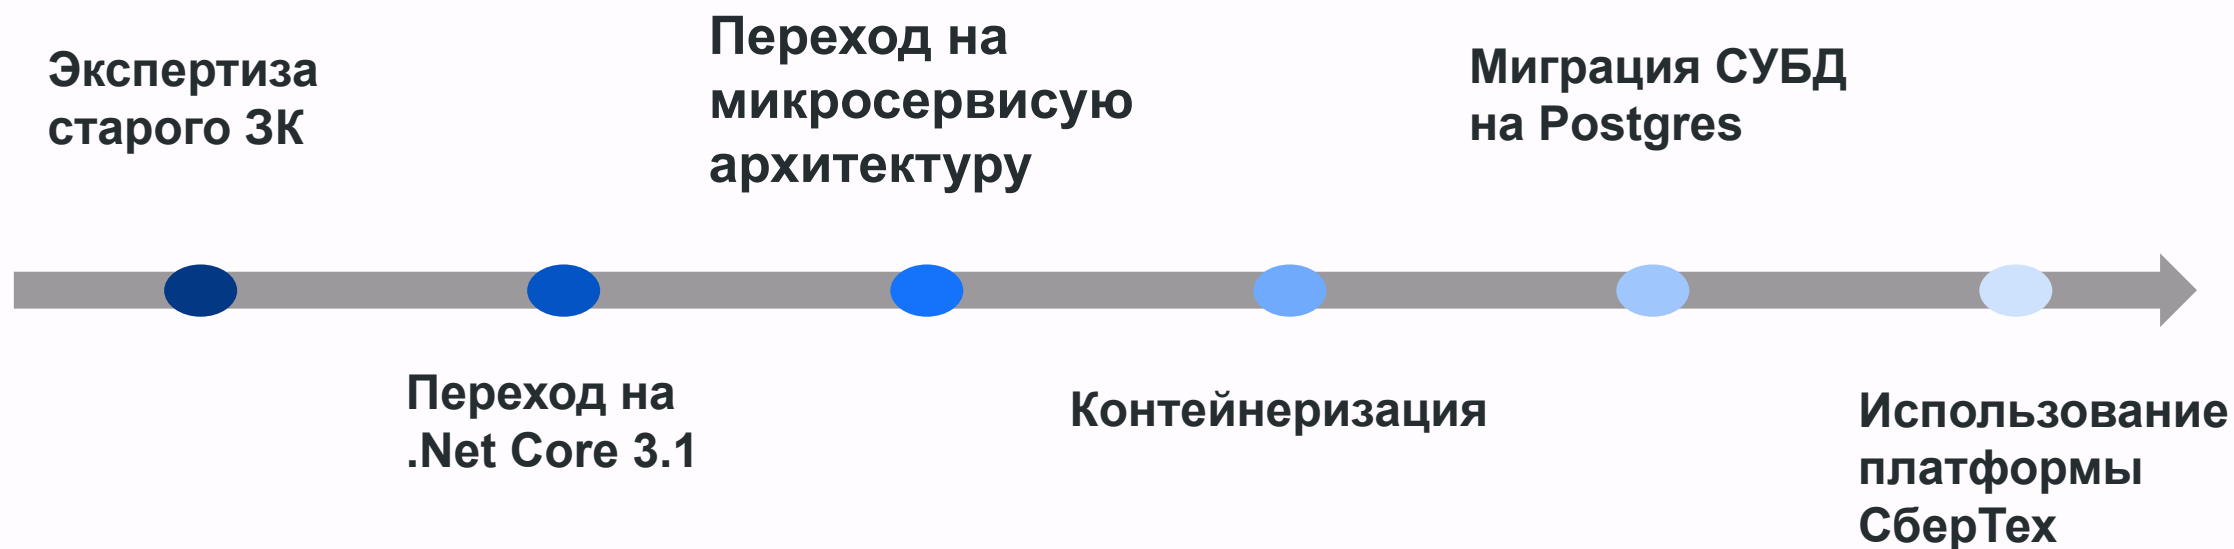 Экспертиза
старого ЗК
Переход на
.Net Core 3.1
Переход на
микросервисую
архитектуру
Контейнеризация
Миграция СУБД
на Postgres
Использование
платформы
СберТех